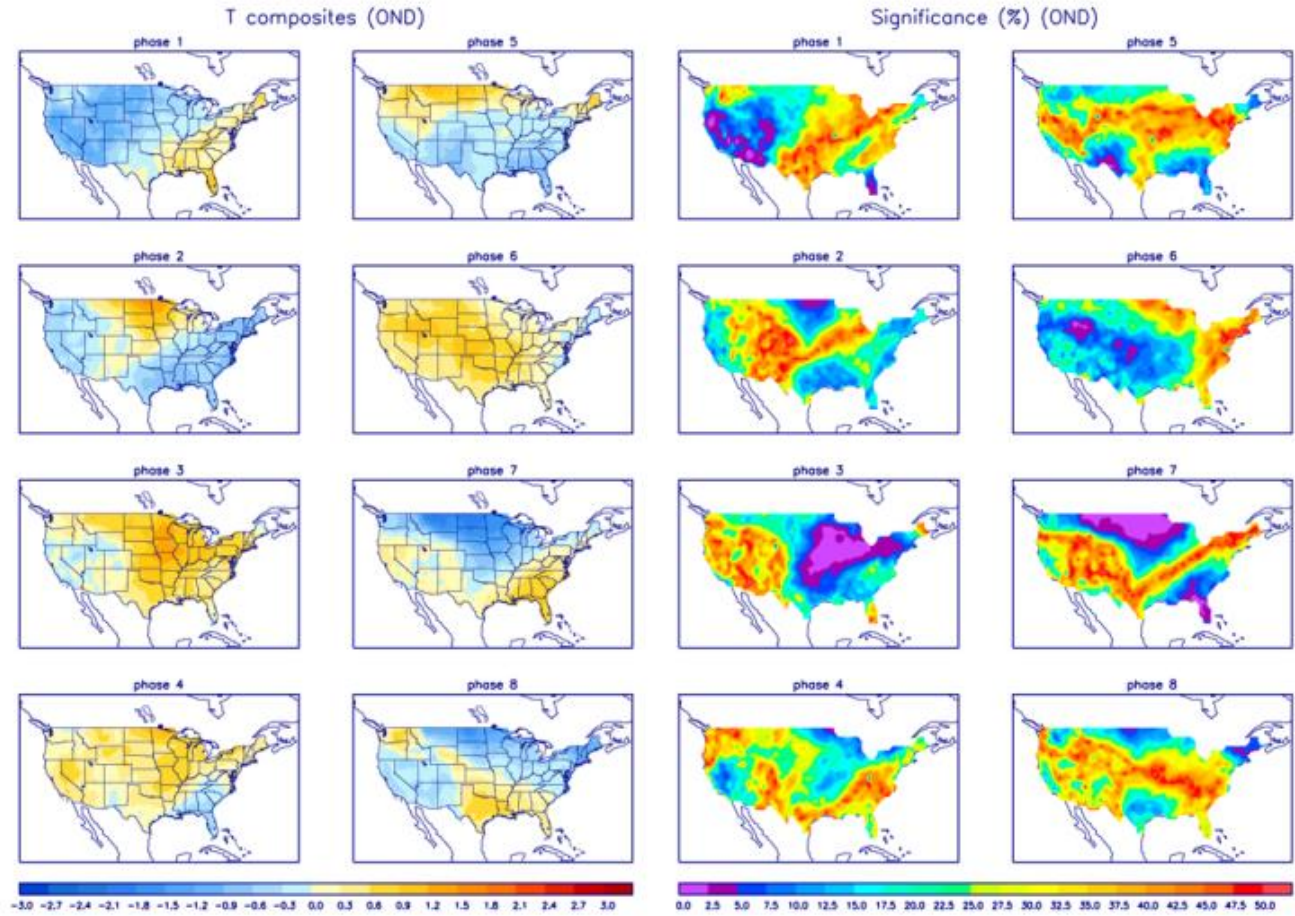 T composites (OND) Significance (%) (OND)
phase 1 phase 5 phase 1 phase 5
phase 2 phase 6 phase 2 phase 6
phase 3 phase 7 phase 3 phase 7
phase 4 phase 8 phase 4 phase 8
-3.0 -2.7 -2.4 -2.1 -1.8 -1.5 -1.2 -0.9 -0.6 -0.3 0.0 0.3 0.6 0.9 1.2 1.5 1.8 2.1 2.4 2.7 3.0 0.0 2.5 5.0 7.5 10.0 12.5 15.0 17.5 20.0 22.5 25.0 27.5 30.0 32.5 35.0 37.5 40.0 42.5 45.0 47.5 50.0